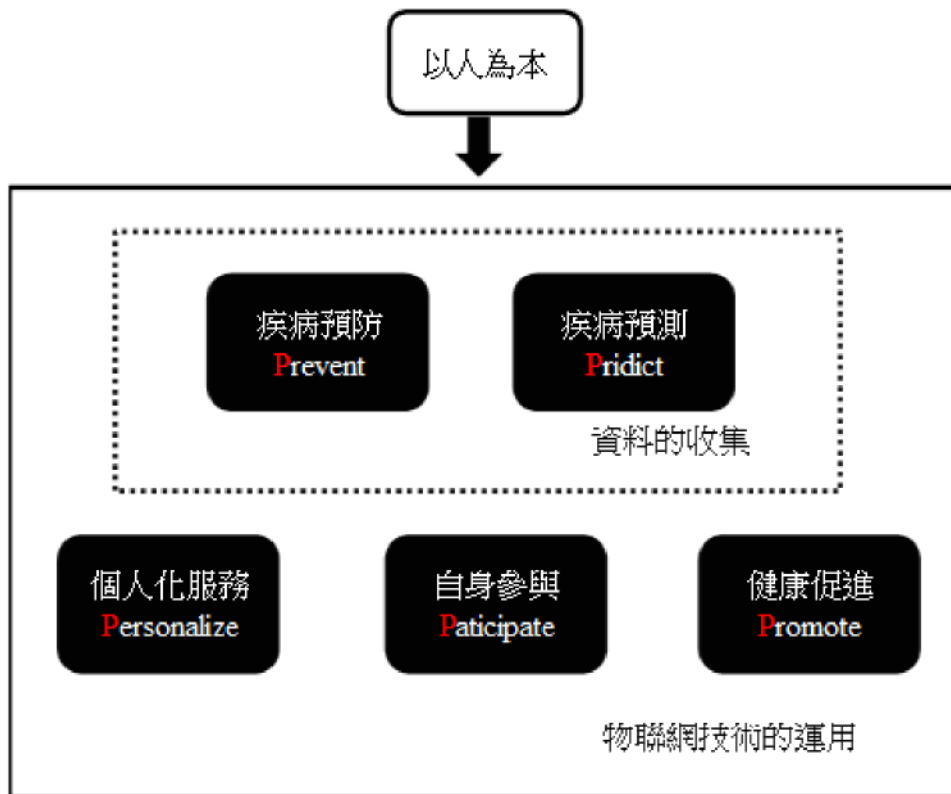 以人為本
疾病預防
Prevent
疾病預測
Pridict
資料的收集
個人化服務
Personalize
自身參與
Paticipate
健康促進
Promote
物聯網技術的運用